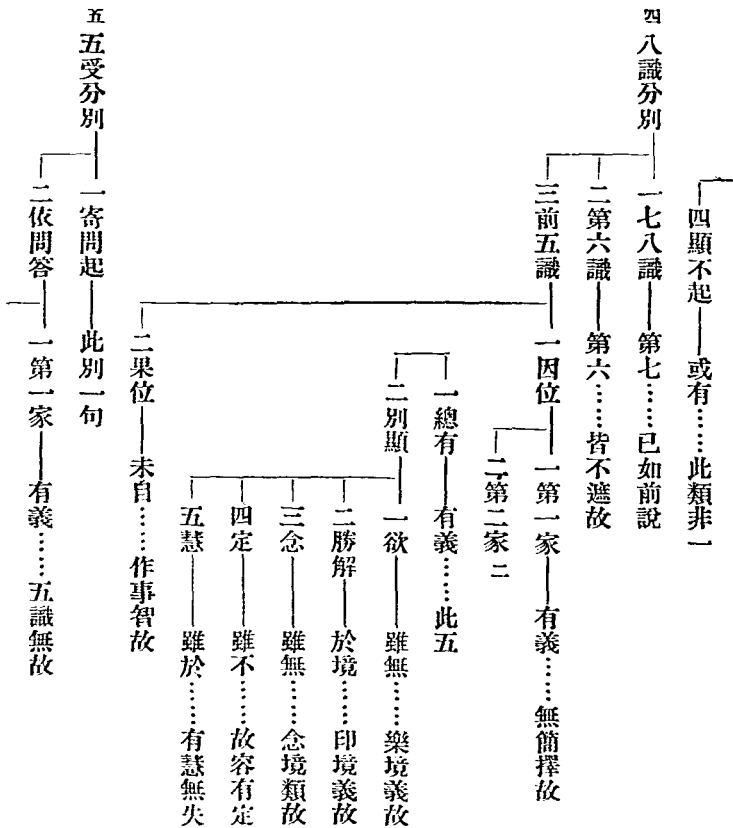 四顯不起——或有……此類非一
四 八識分別
一七八識——第七……已如前說
二第六識——第六……皆不遮故
三前五識
一因位
一第一家——有義……無簡擇故
二第二家 二
一總有——有義……此五
二別顯
一欲——雖無……樂境義故
二勝解——於境……印境義故
三念——雖無……念境類故
四定——雖不……故容有定
五慧——雖於……有慧無失
二果位——未自……作事智故
五 五受分別
一寄問起——此別一句
二依問答
一第一家——有義……五識無故